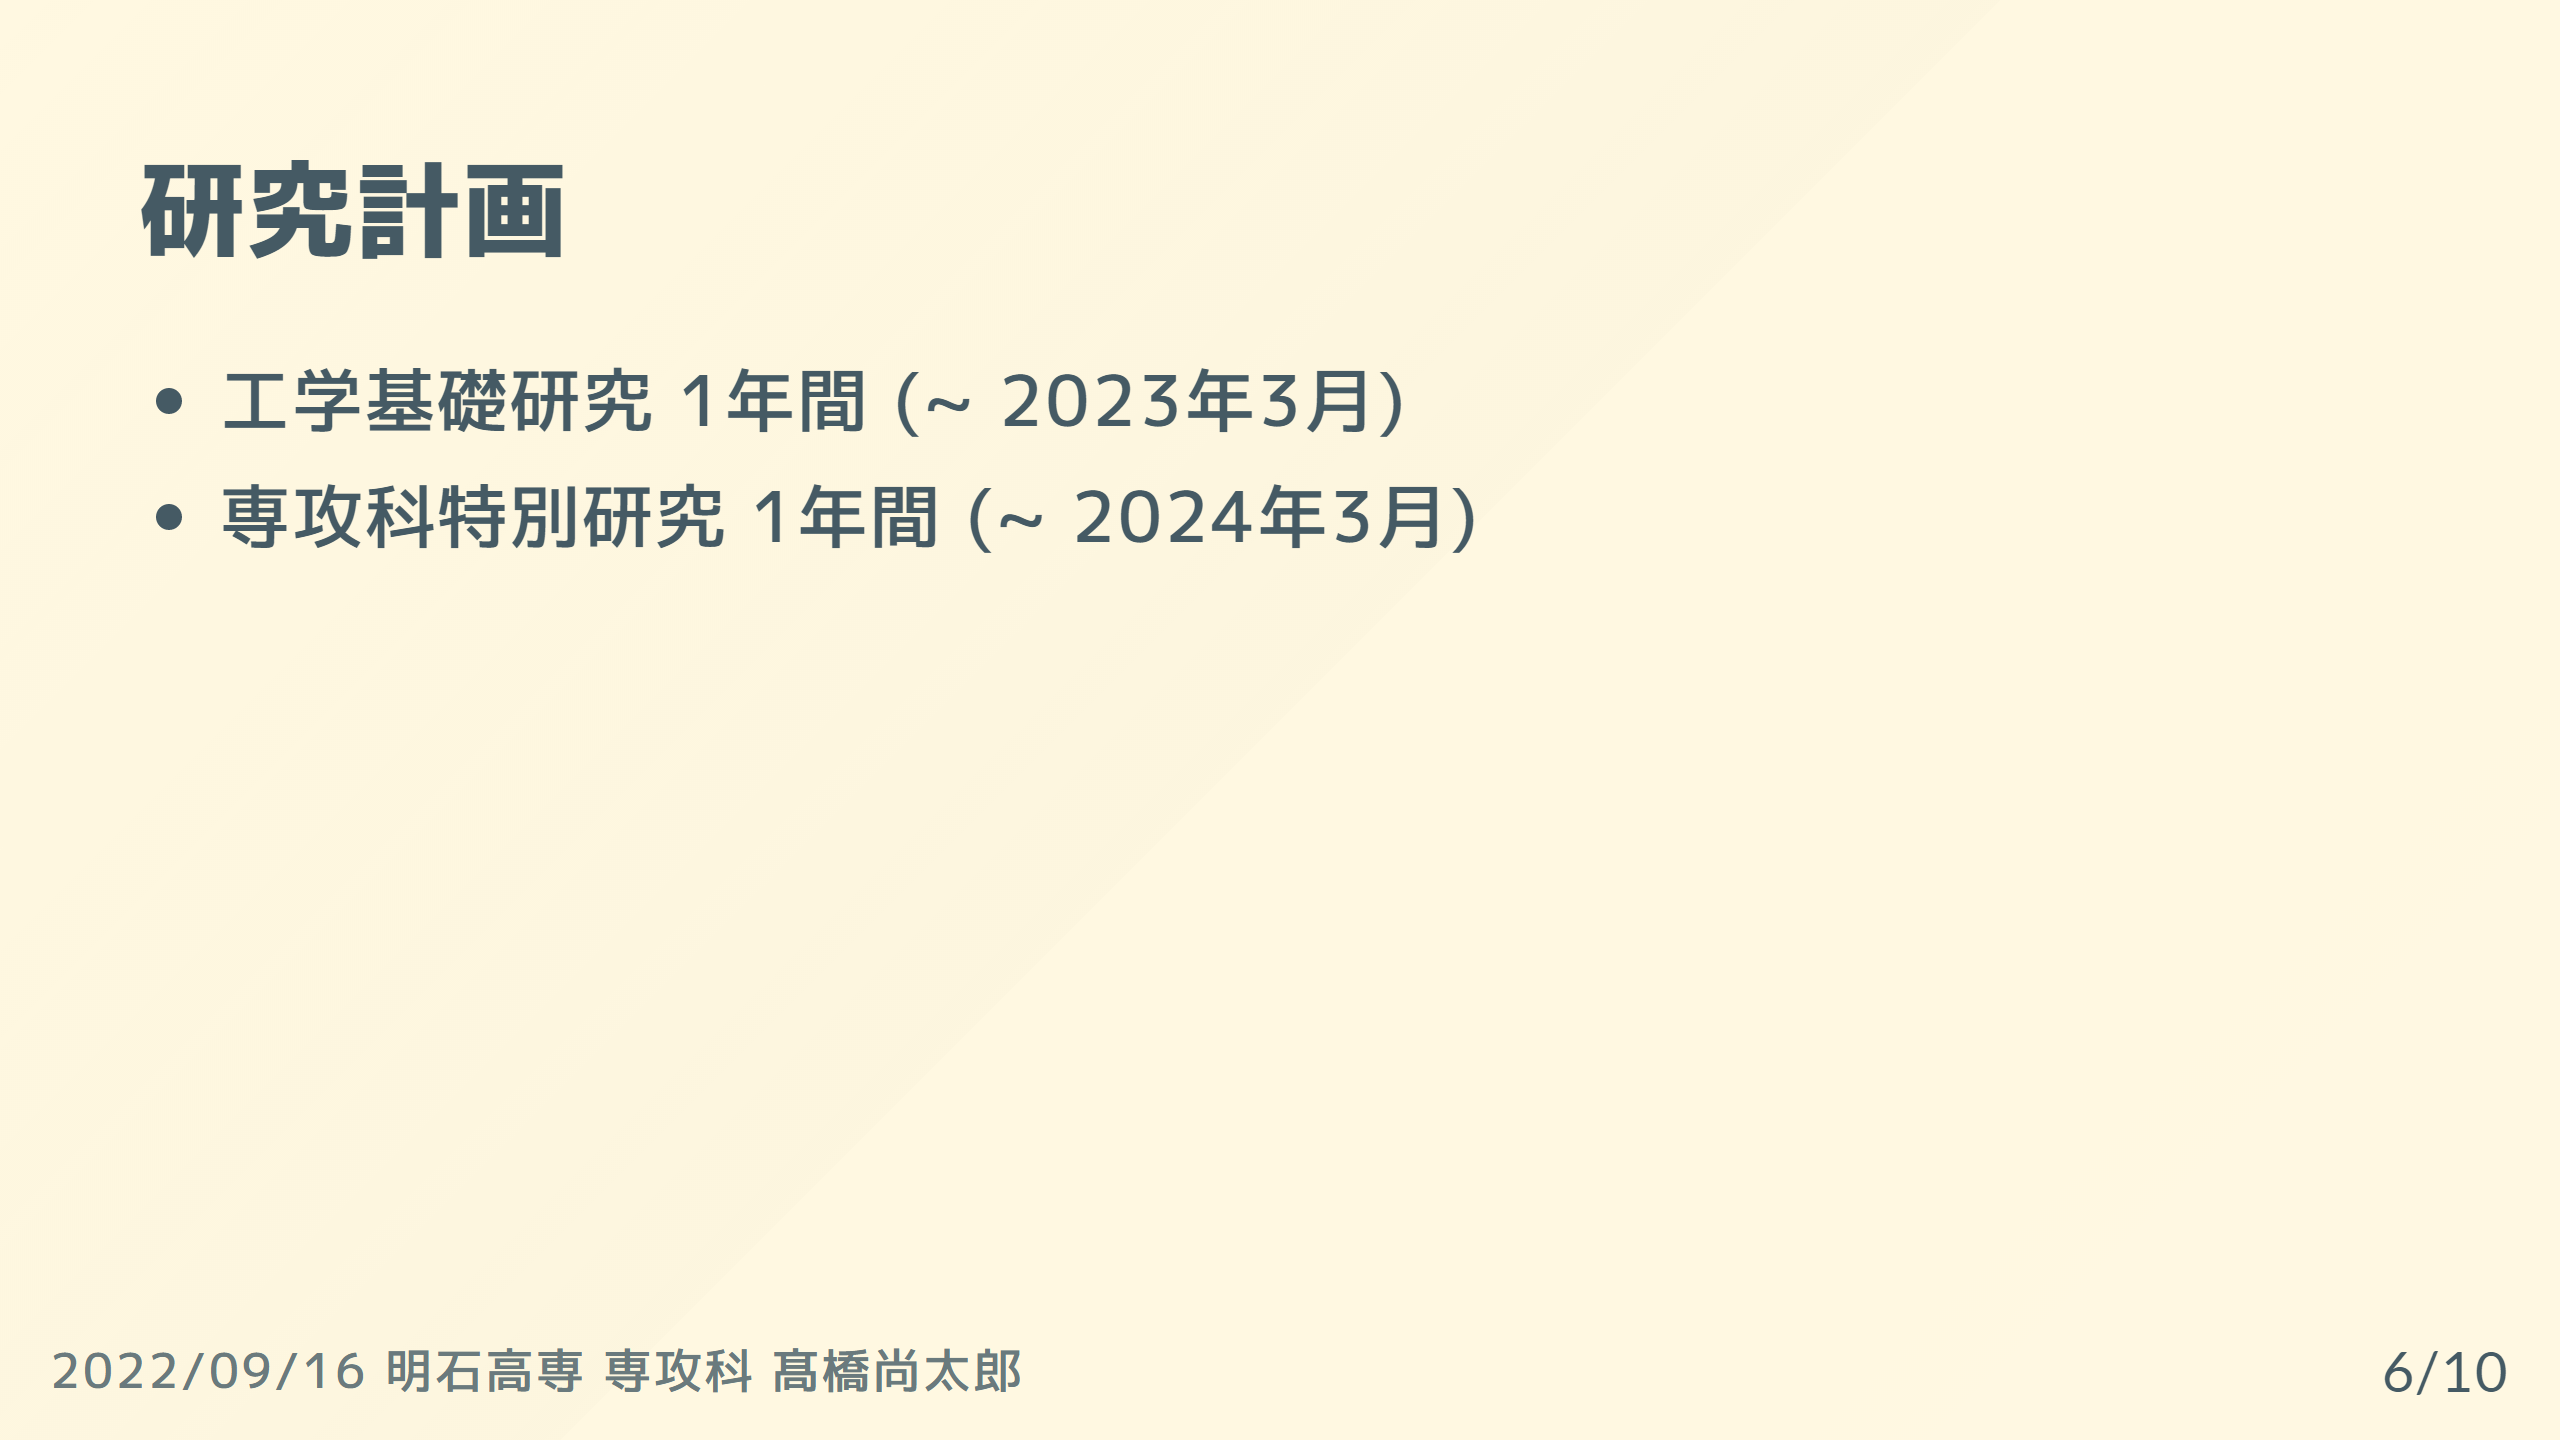 研究計画
• 工学基礎研究 1年間 (~ 2023年3月)
• 専攻科特別研究 1年間 (~ 2024年3月)
2022/09/16 明石高専 専攻科 髙橋尚太郎
6/10